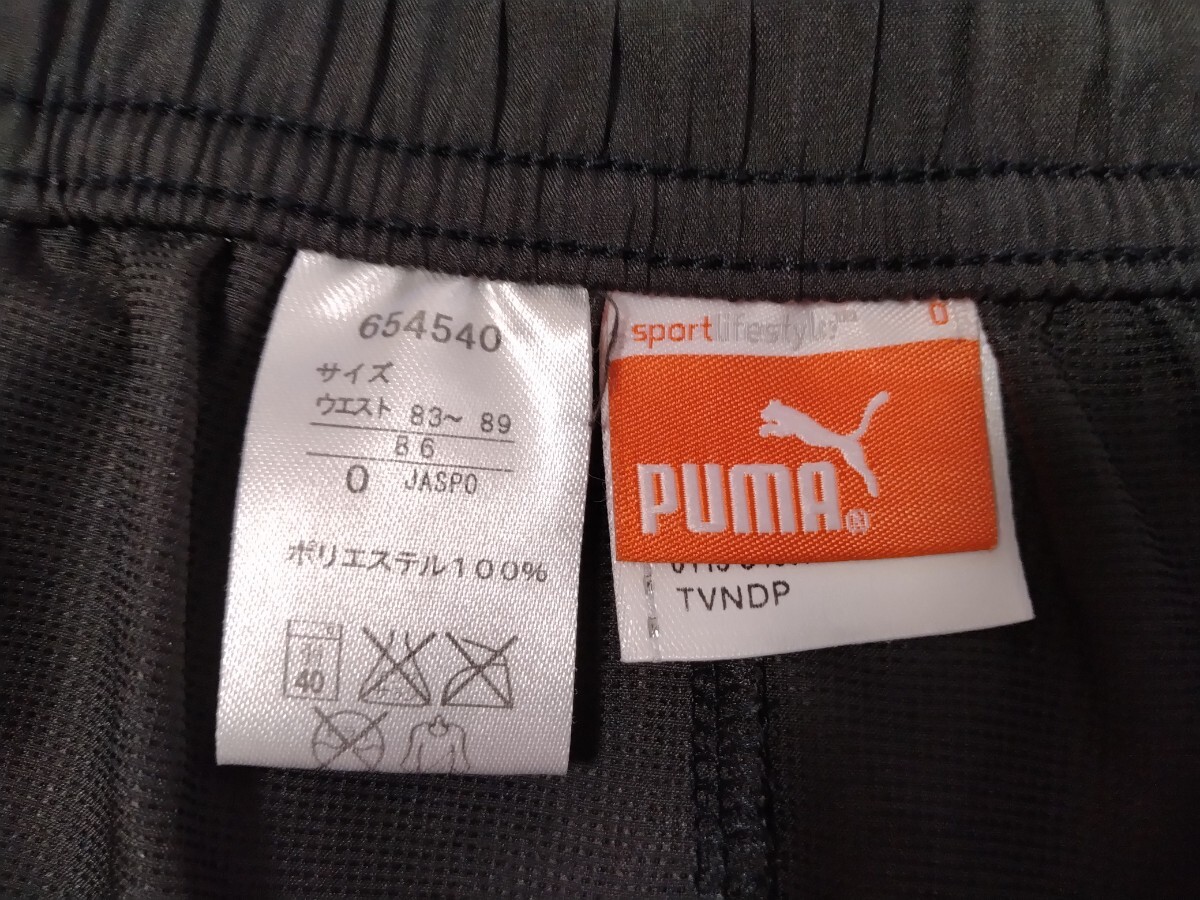 654540
サイズ
ウエスト 83~ 89
86
O JASPO
ポリエステル100%
40
sportlifestyle™ O
PUMA®
TVNDP